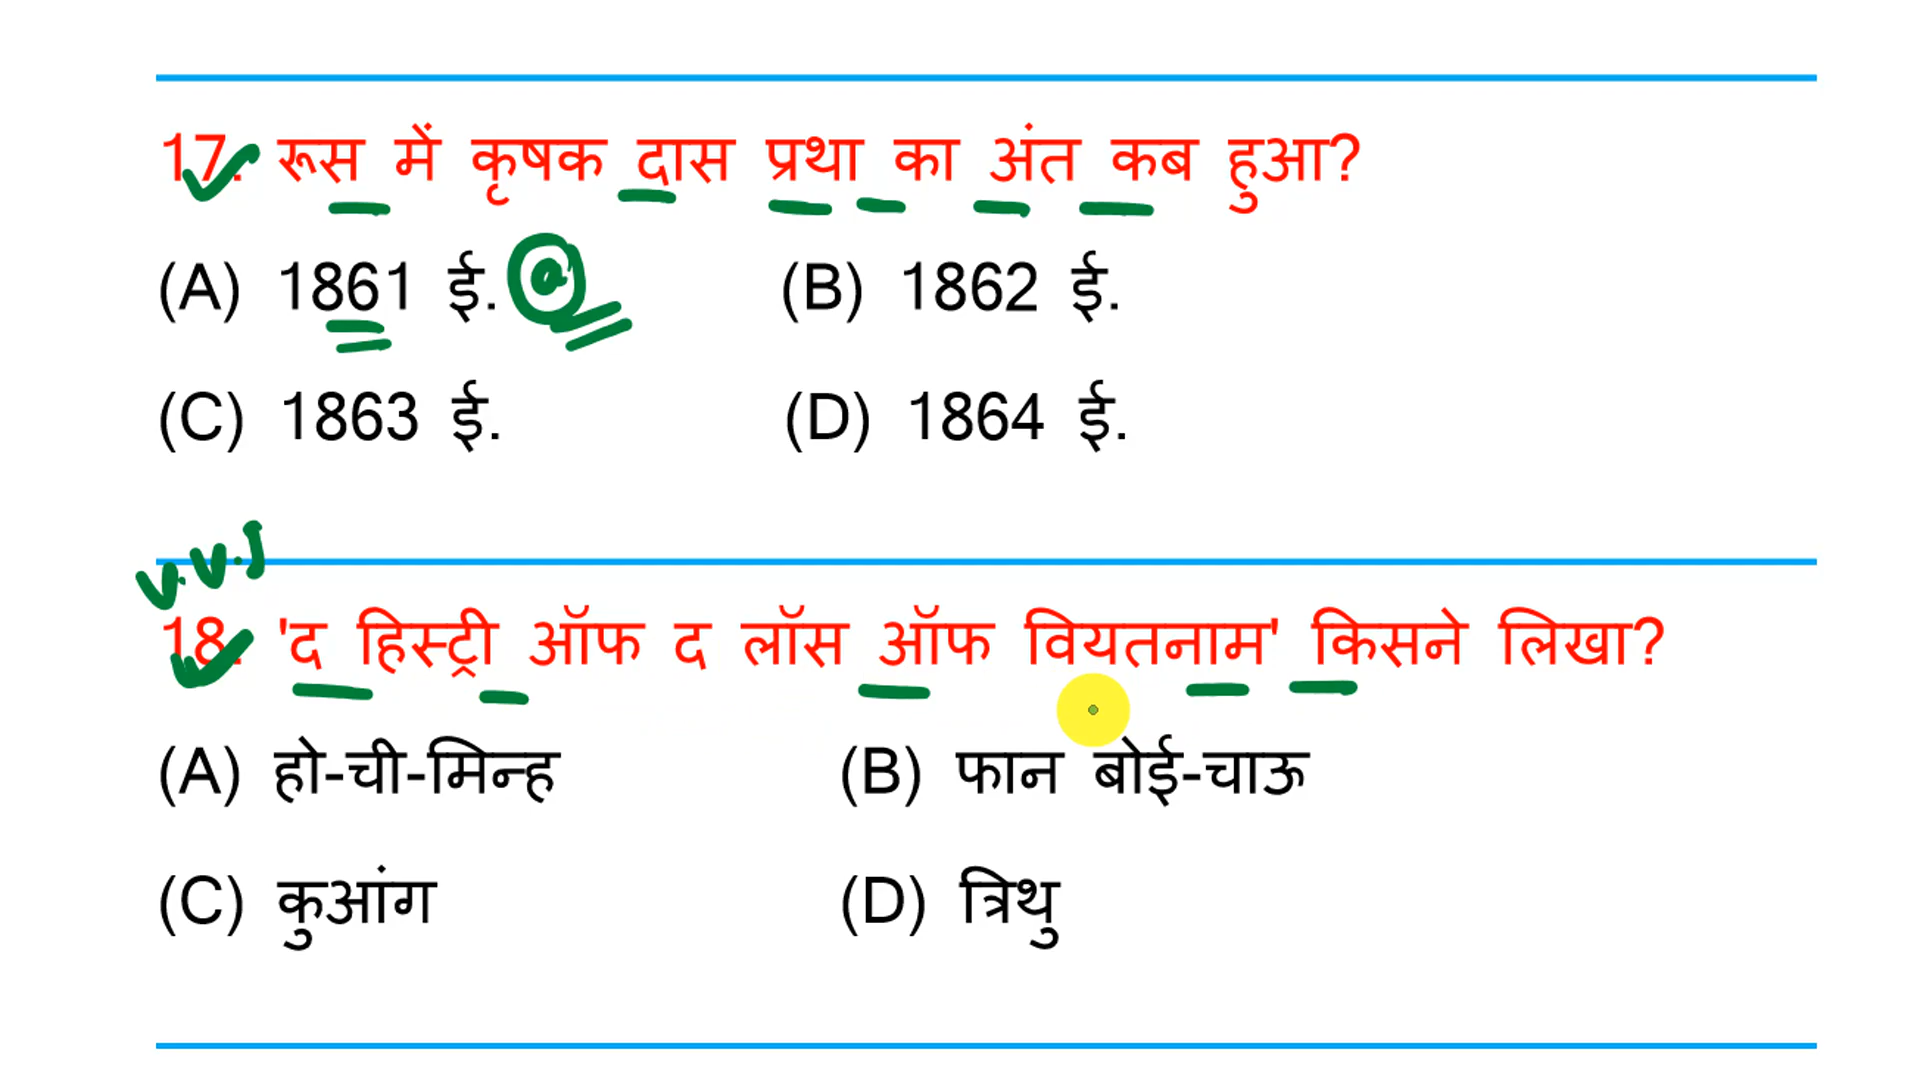 17. रूस में कृषक दास प्रथा का अंत कब हुआ?
(A) 1861 ई. a (B) 1862 ई.
(C) 1863 ई. (D) 1864 ई.
V.V.I
18. 'द हिस्ट्री ऑफ द लॉस ऑफ वियतनाम' किसने लिखा?
(A) हो-ची-मिन्ह (B) फान बोई-चाऊ
(C) कुआंग (D) त्रिथु